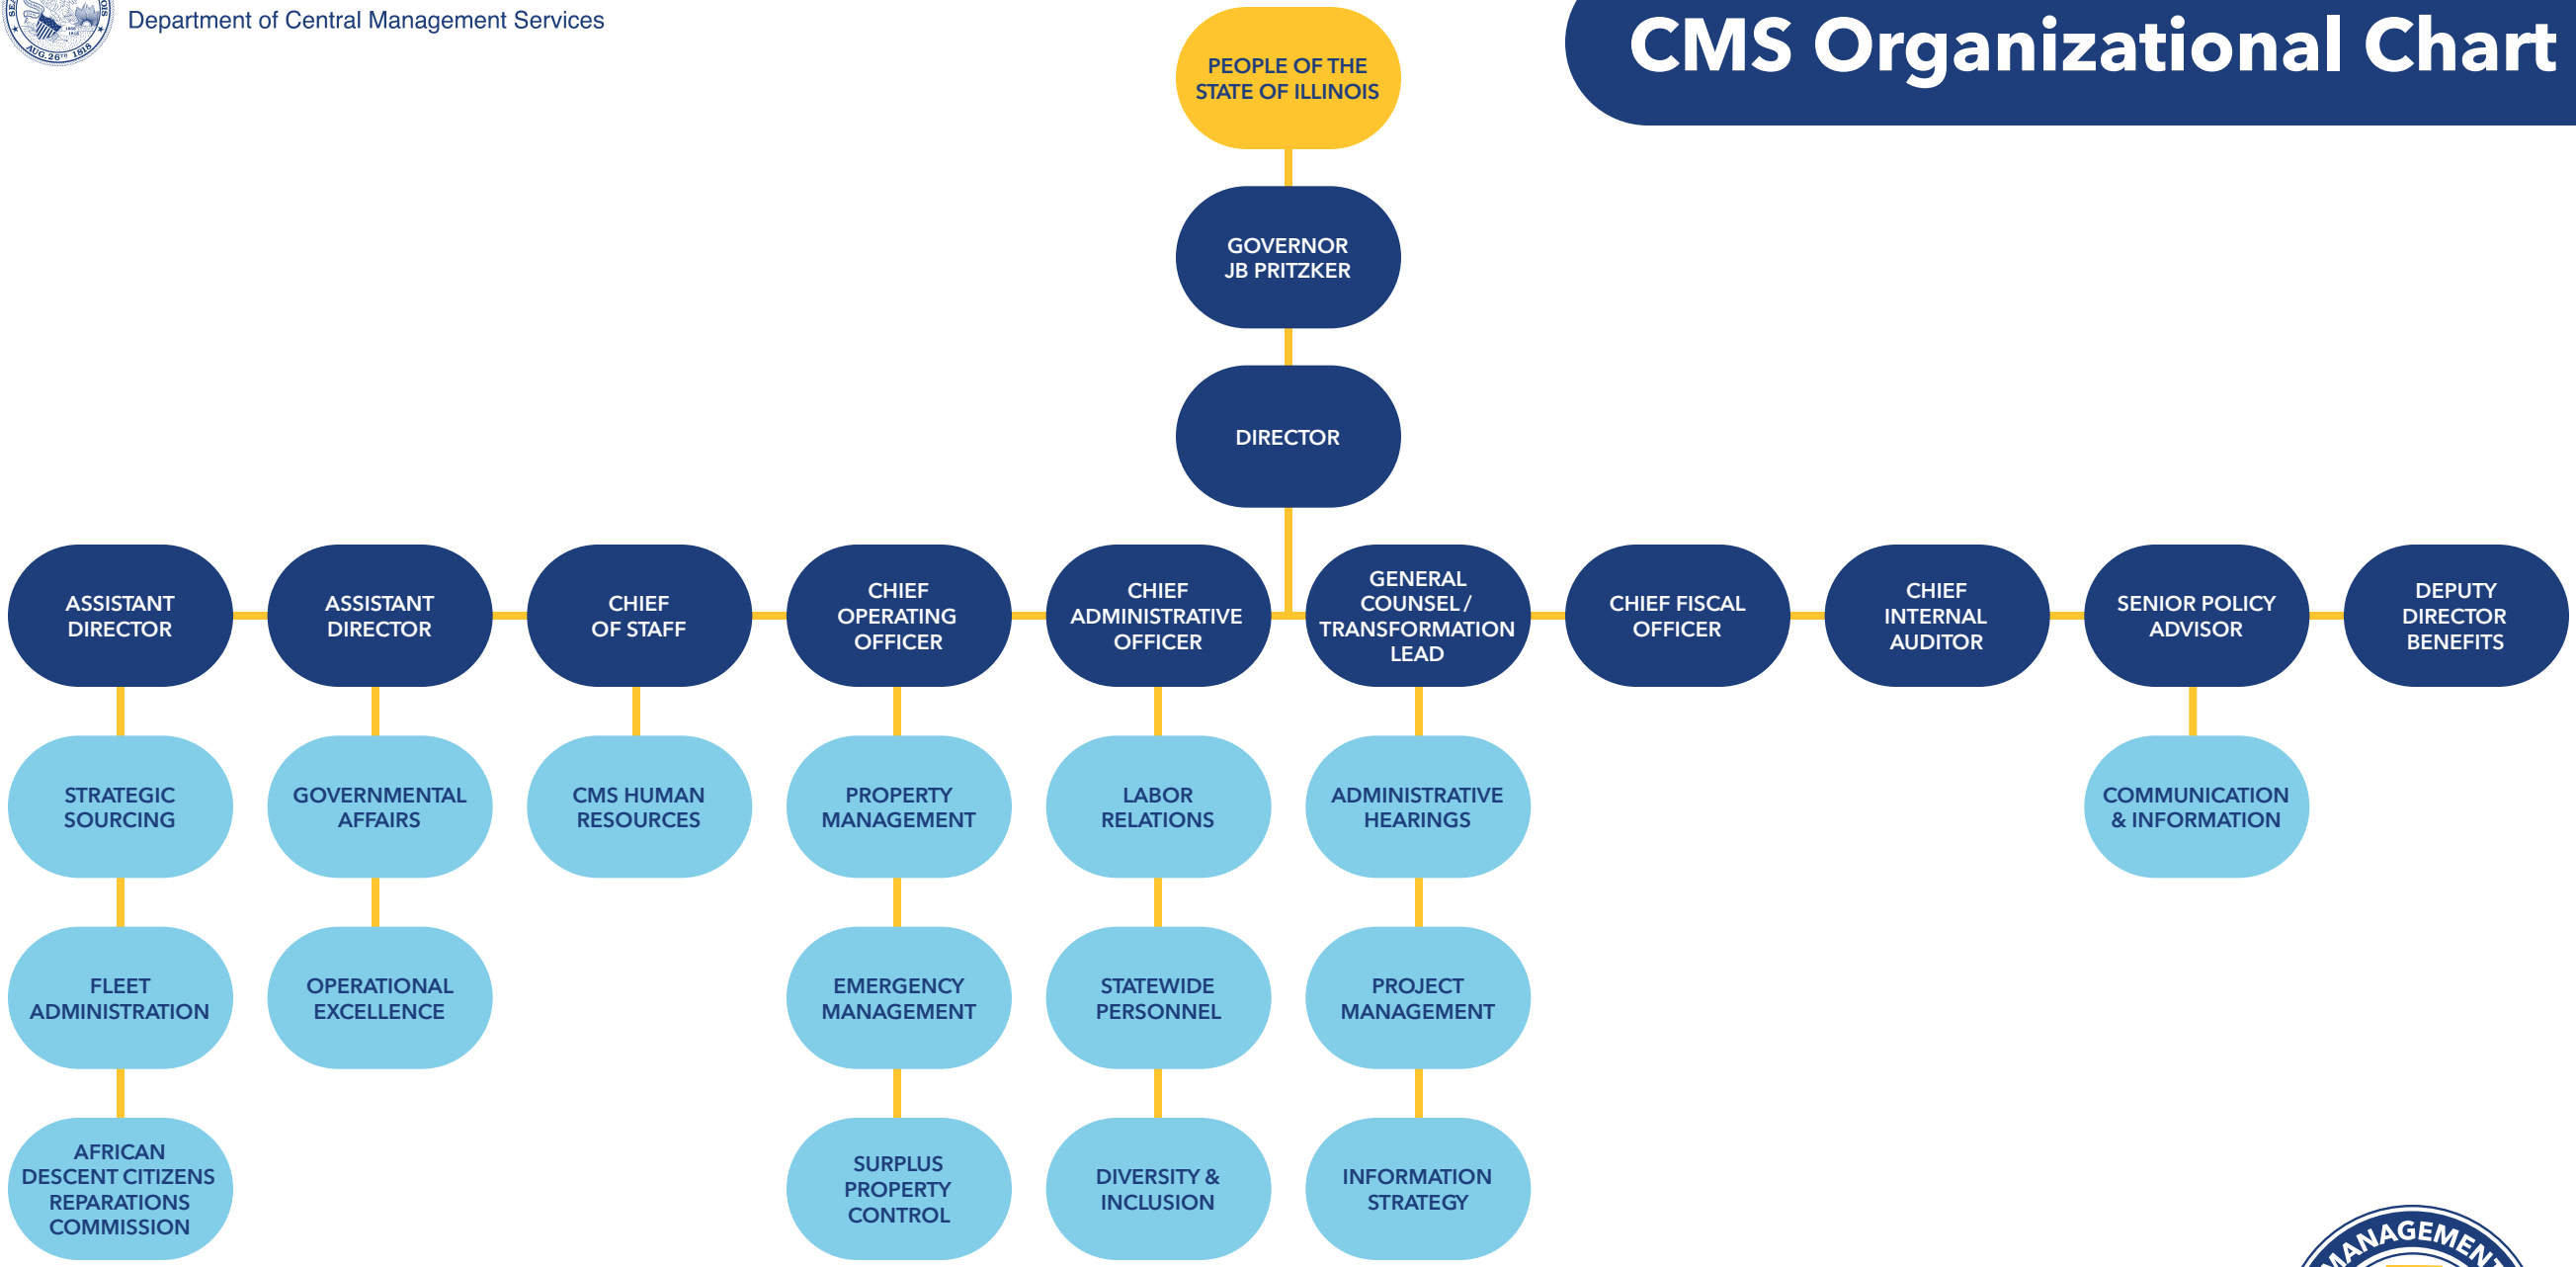 AUG. 26TH 1818
Department of Central Management Services
CMS Organizational Chart
PEOPLE OF THE
STATE OF ILLINOIS
GOVERNOR
JB PRITZKER
DIRECTOR
ASSISTANT
DIRECTOR
ASSISTANT
DIRECTOR
CHIEF
OF STAFF
CHIEF
OPERATING
OFFICER
CHIEF
ADMINISTRATIVE
OFFICER
GENERAL
COUNSEL /
TRANSFORMATION
LEAD
CHIEF FISCAL
OFFICER
CHIEF
INTERNAL
AUDITOR
SENIOR POLICY
ADVISOR
DEPUTY
DIRECTOR
BENEFITS
STRATEGIC
SOURCING
GOVERNMENTAL
AFFAIRS
CMS HUMAN
RESOURCES
PROPERTY
MANAGEMENT
LABOR
RELATIONS
ADMINISTRATIVE
HEARINGS
COMMUNICATION
& INFORMATION
FLEET
ADMINISTRATION
OPERATIONAL
EXCELLENCE
EMERGENCY
MANAGEMENT
STATEWIDE
PERSONNEL
PROJECT
MANAGEMENT
AFRICAN
DESCENT CITIZENS
REPARATIONS
COMMISSION
SURPLUS
PROPERTY
CONTROL
DIVERSITY &
INCLUSION
INFORMATION
STRATEGY
MANAGEMENT